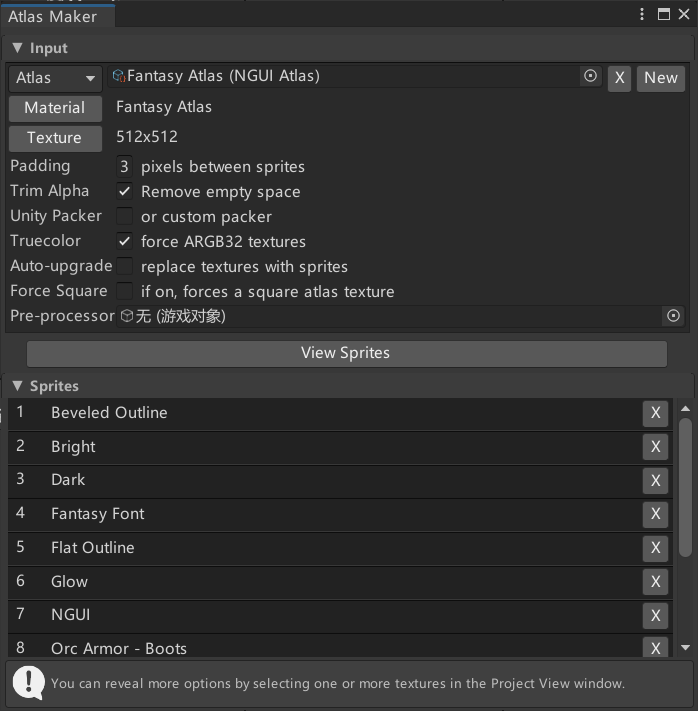 Atlas Maker
▼ Input
Atlas Fantasy Atlas (NGUI Atlas) X New
Material Fantasy Atlas
Texture 512x512
Padding 3 pixels between sprites
Trim Alpha Remove empty space
Unity Packer or custom packer
Truecolor force ARGB32 textures
Auto-upgrade replace textures with sprites
Force Square if on, forces a square atlas texture
Pre-processor 无 (游戏对象)
View Sprites
▼ Sprites
1 Beveled Outline X
2 Bright X
3 Dark X
4 Fantasy Font X
5 Flat Outline X
6 Glow X
7 NGUI X
8 Orc Armor - Boots X
You can reveal more options by selecting one or more textures in the Project View window.